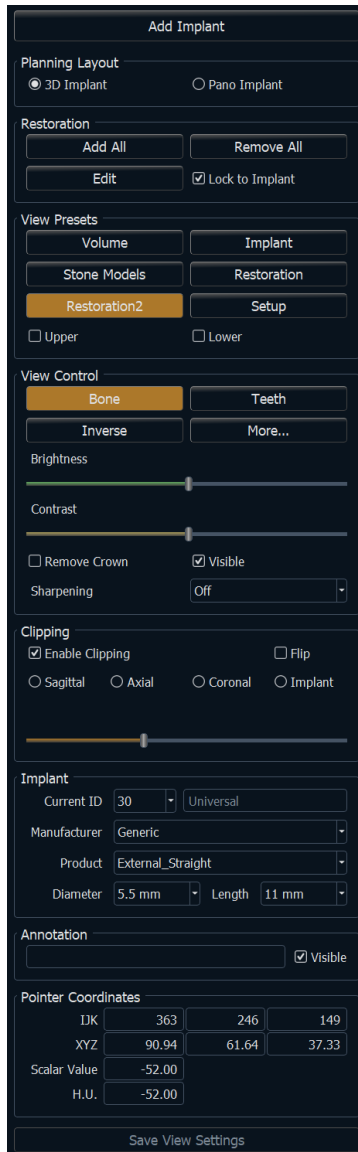 Add Implant
Planning Layout
3D Implant Pano Implant
Restoration
Add All Remove All
Edit Lock to Implant
View Presets
Volume Implant
Stone Models Restoration
Restoration2 Setup
Upper Lower
View Control
Bone Teeth
Inverse More...
Brightness
Contrast
Remove Crown Visible
Sharpening Off
Clipping
Enable Clipping Flip
Sagittal Axial Coronal Implant
Implant
Current ID 30 Universal
Manufacturer Generic
Product External_Straight
Diameter 5.5 mm Length 11 mm
Annotation
Visible
Pointer Coordinates
IJK 363 246 149
XYZ 90.94 61.64 37.33
Scalar Value -52.00
H.U. -52.00
Save View Settings